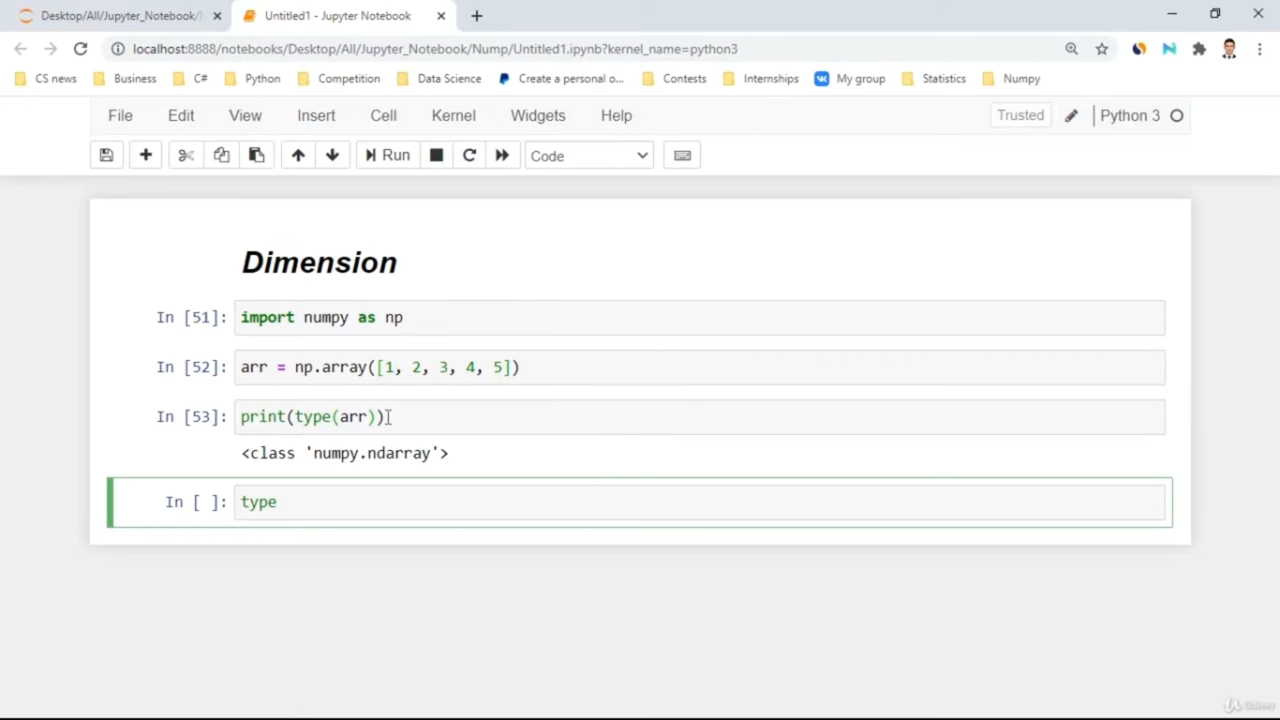 Desktop/All/Jupyter_Notebook/
Untitled1 - Jupyter Notebook
localhost:8888/notebooks/Desktop/All/Jupyter_Notebook/Nump/Untitled1.ipynb?kernel_name=python3
CS news Business C# Python Competition Data Science Create a personal o... Contests Internships My group Statistics Numpy
File Edit View Insert Cell Kernel Widgets Help Trusted Python 3
Run Code
Dimension
In [51]: import numpy as np
In [52]: arr = np.array([1, 2, 3, 4, 5])
In [53]: print(type(arr))
<class 'numpy.ndarray'>
In [ ]: type
Udemy